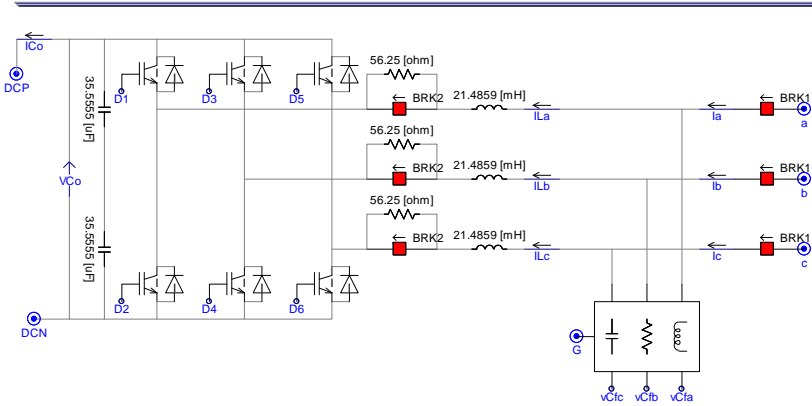 ICo
DCP
35.5555 [uF]
D1
D3
D5
56.25 [ohm]
BRK2
21.4859 [mH]
ILa
Ia
BRK1
a
VCo
56.25 [ohm]
BRK2
21.4859 [mH]
ILb
Ib
BRK1
b
35.5555 [uF]
56.25 [ohm]
BRK2
21.4859 [mH]
ILc
Ic
BRK1
c
D2
D4
D6
DCN
G
vCfc
vCfb
vCfa